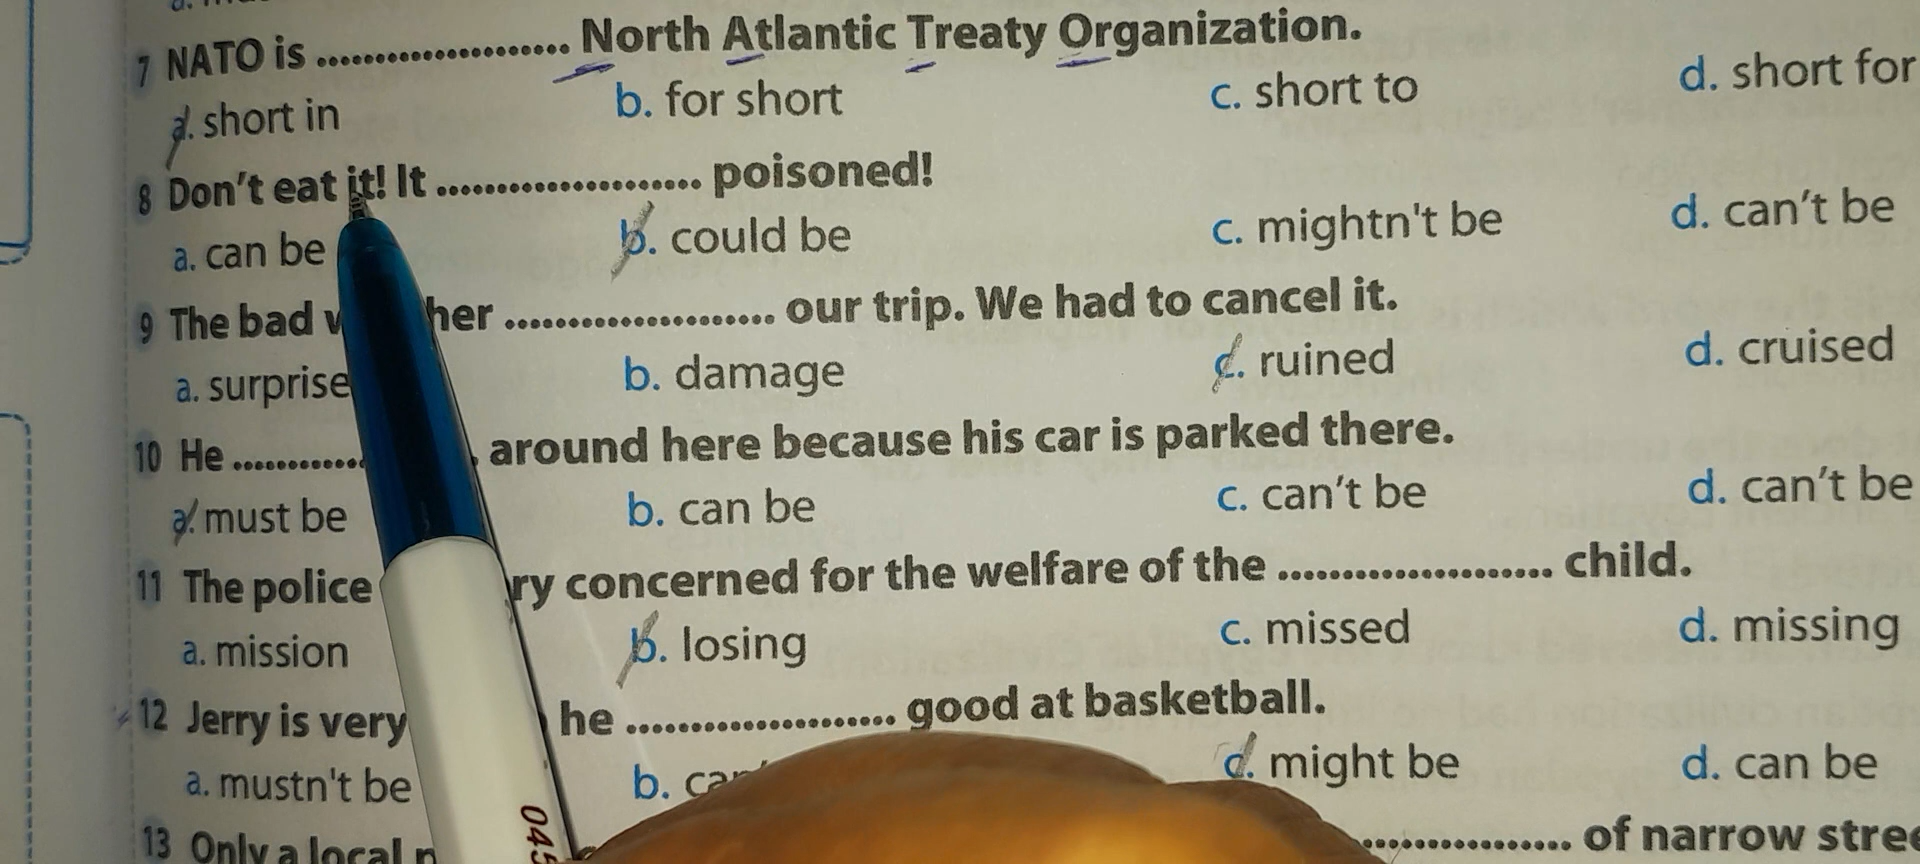 7 NATO is .................... North Atlantic Treaty Organization.
a. short in b. for short c. short to d. short for
8 Don't eat it! It ..................... poisoned!
a. can be b. could be c. mightn't be d. can't be
9 The bad her ..................... our trip. We had to cancel it.
a. surprise b. damage c. ruined d. cruised
10 He ............ around here because his car is parked there.
a. must be b. can be c. can't be d. can't be
11 The police ry concerned for the welfare of the ..................... child.
a. mission b. losing c. missed d. missing
12 Jerry is very he ..................... good at basketball.
a. mustn't be b. c. might be d. can be
13 Only a local ................ of narrow
045